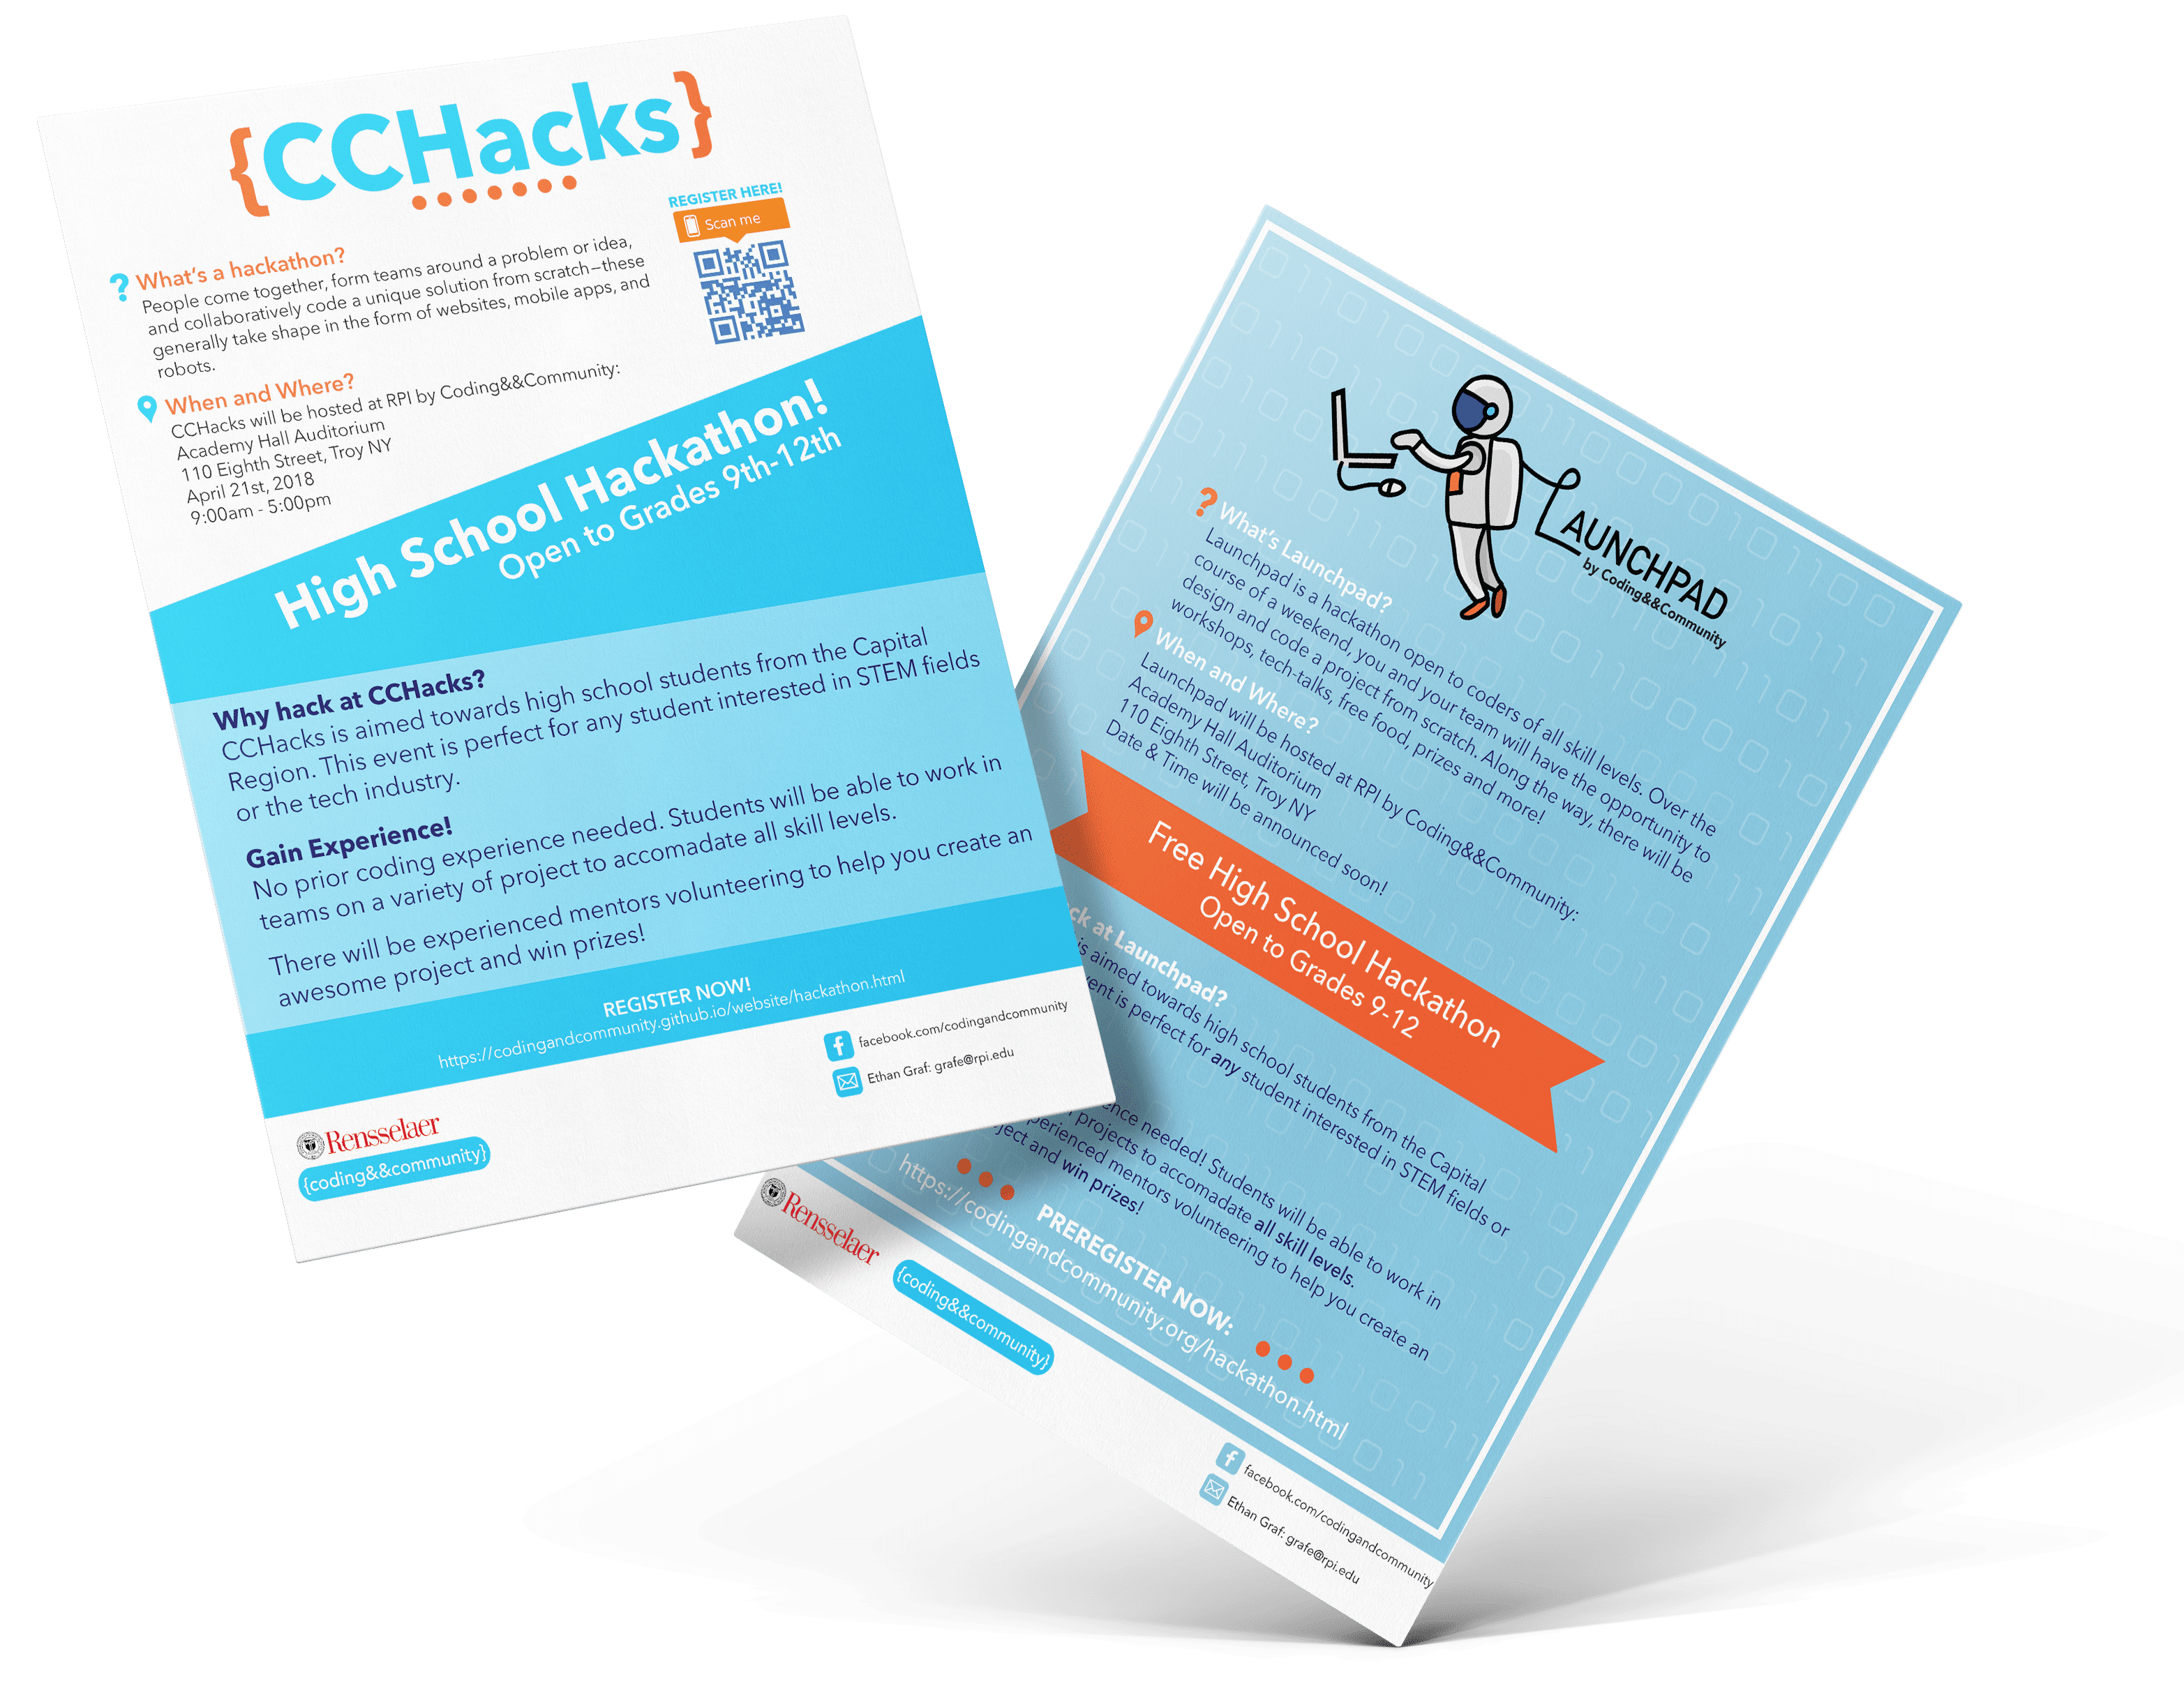 {CCHacks}
REGISTER HERE!
Scan me
What's a hackathon?
People come together, form teams around a problem or idea,
and collaboratively code a unique solution from scratch–these
generally take shape in the form of websites, mobile apps, and
robots.
When and Where?
CCHacks will be hosted at RPI by Coding&&Community:
Academy Hall Auditorium
110 Eighth Street, Troy NY
April 21st, 2018
9:00am - 5:00pm
High School Hackathon!
Open to Grades 9th-12th
Why hack at CCHacks?
CCHacks is aimed towards high school students from the Capital
Region. This event is perfect for any student interested in STEM fields
or the tech industry.
Gain Experience!
No prior coding experience needed. Students will be able to work in
teams on a variety of project to accomadate all skill levels.
There will be experienced mentors volunteering to help you create an
awesome project and win prizes!
REGISTER NOW!
https://codingandcommunity.github.io/website/hackathon.html
facebook.com/codingandcommunity
Ethan Graf: grafe@rpi.edu
Rensselaer
{coding&&community}
LAUNCHPAD
by Coding&&Community
What's Launchpad?
Launchpad is a hackathon open to coders of all skill levels. Over the
course of a weekend, you and your team will have the opportunity to
design and code a project from scratch. Along the way, there will be
workshops, tech-talks, free food, prizes and more!
When and Where?
Launchpad will be hosted at RPI by Coding&&Community:
Academy Hall Auditorium
110 Eighth Street, Troy NY
Date & Time will be announced soon!
Free High School Hackathon
Open to Grades 9-12
at Launchpad?
is aimed towards high school students from the Capital
is perfect for any student interested in STEM fields or
needed! Students will be able to work in
projects to accomadate all skill levels.
mentors volunteering to help you create an
and win prizes!
PREREGISTER NOW:
https://codingandcommunity.org/hackathon.html
facebook.com/codingandcommunity
Ethan Graf: grafe@rpi.edu
Rensselaer
{coding&&community}